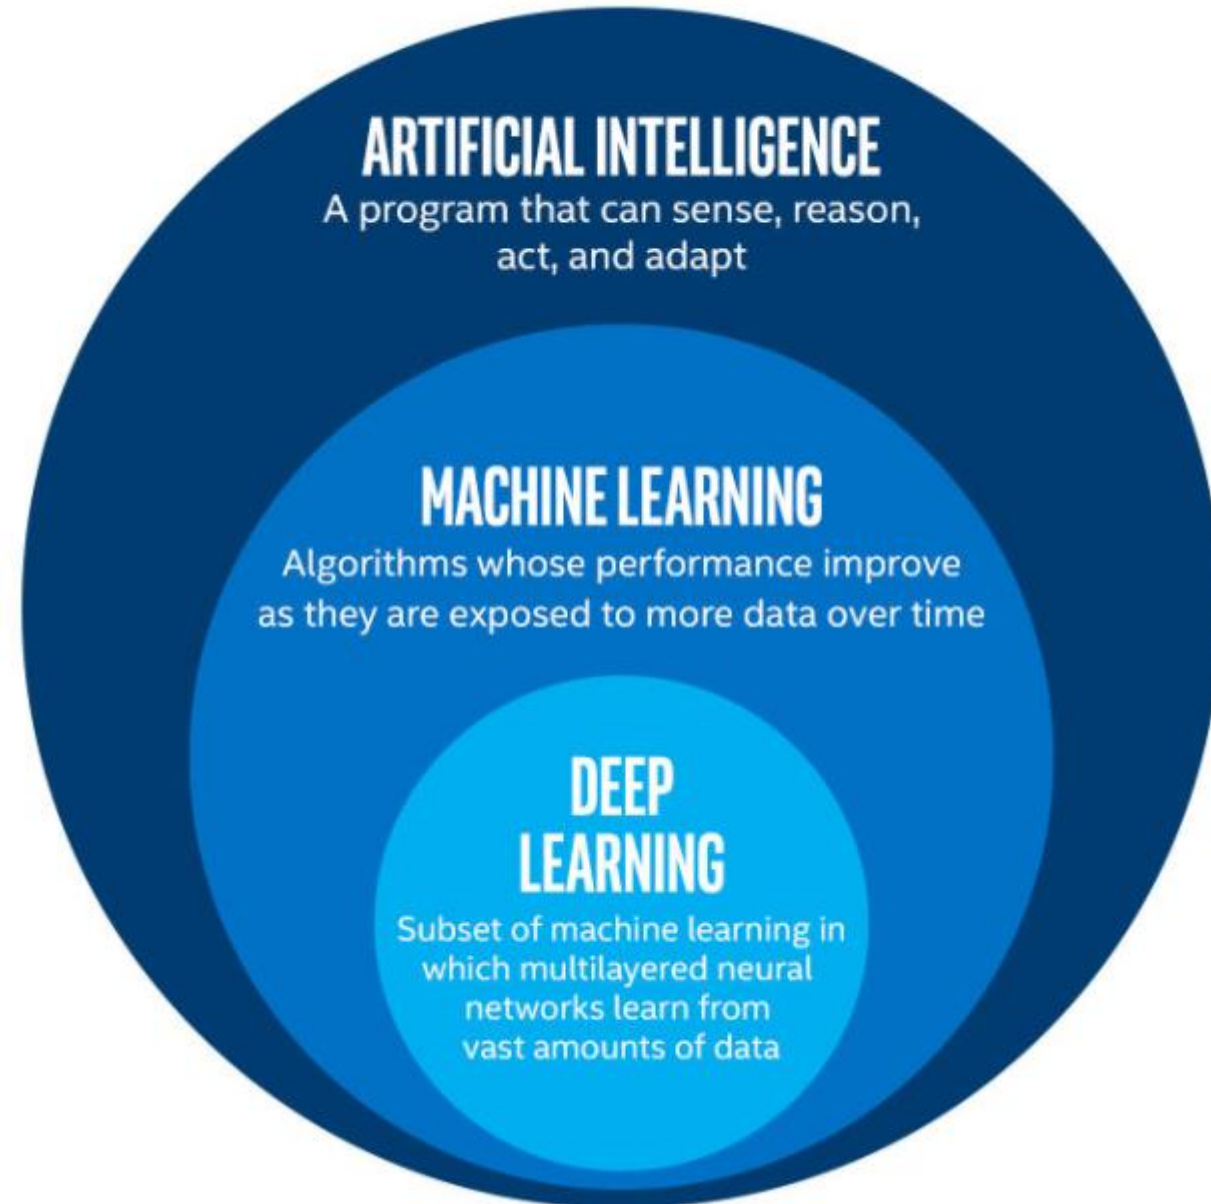 ARTIFICIAL INTELLIGENCE
A program that can sense, reason,
act, and adapt
MACHINE LEARNING
Algorithms whose performance improve
as they are exposed to more data over time
DEEP
LEARNING
Subset of machine learning in
which multilayered neural
networks learn from
vast amounts of data